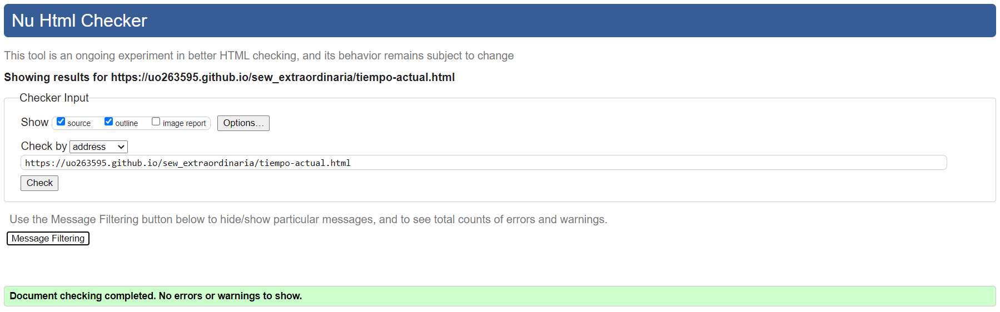 Nu Html Checker
This tool is an ongoing experiment in better HTML checking, and its behavior remains subject to change
Showing results for https://uo263595.github.io/sew_extraordinaria/tiempo-actual.html
Checker Input
Show source outline image report Options…
Check by address
https://uo263595.github.io/sew_extraordinaria/tiempo-actual.html
Check
Use the Message Filtering button below to hide/show particular messages, and to see total counts of errors and warnings.
Message Filtering
Document checking completed. No errors or warnings to show.